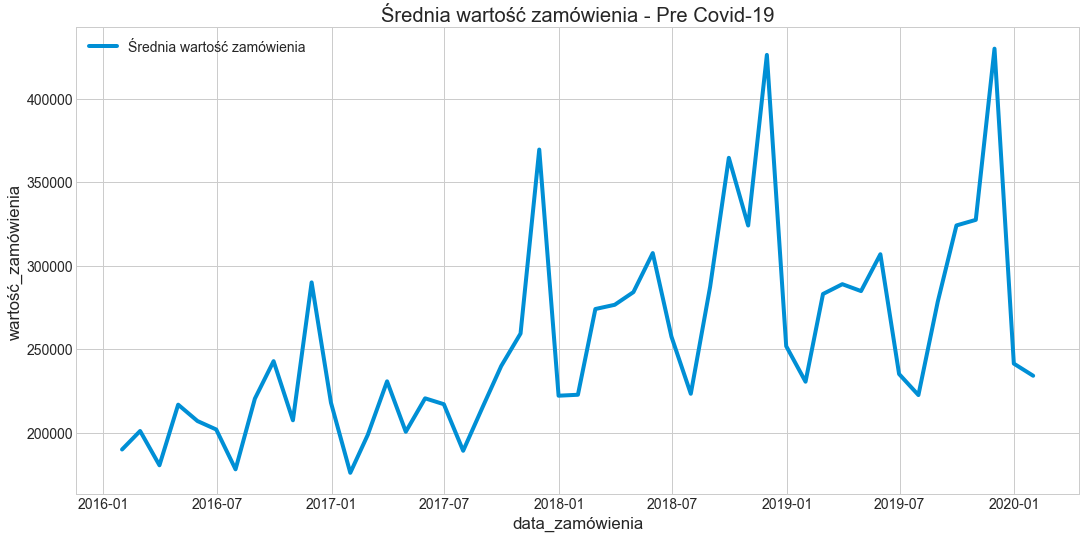 Średnia wartość zamówienia - Pre Covid-19
Średnia wartość zamówienia
400000
350000
300000
250000
200000
wartość_zamówienia
2016-01 2016-07 2017-01 2017-07 2018-01 2018-07 2019-01 2019-07 2020-01
data_zamówienia